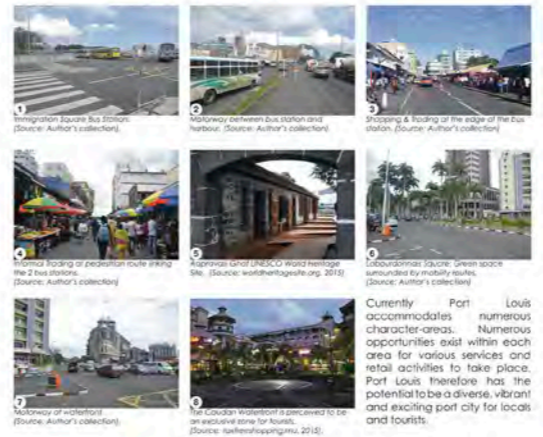 1
Immigration Square Bus Station.
(Source: Author's collection).
2
Motorway between bus station and
harbour. (Source: Author's collection)
3
Shopping & Trading at the edge of the bus
station. (Source: Author's collection)
4
Informal Trading at pedestrian route linking
the 2 bus stations.
(Source: Author's collection)
5
Aapravasi Ghat UNESCO World Heritage
Site. (Source: worldheritagesite.org, 2015)
6
Labourdonnais Square: Green space
surrounded by mobility routes.
(Source: Author's collection)
7
Motorway at waterfront
(Source: Author's collection).
8
The Caudan Waterfront is perceived to be
an exclusive zone for tourists.
(Source: 2015).
Currently Port Louis
accommodates numerous
character-areas. Numerous
opportunities exist within each
area for various services and
retail activities to take place.
Port Louis therefore has the
potential to be a diverse, vibrant
and exciting port city for locals
and tourists.